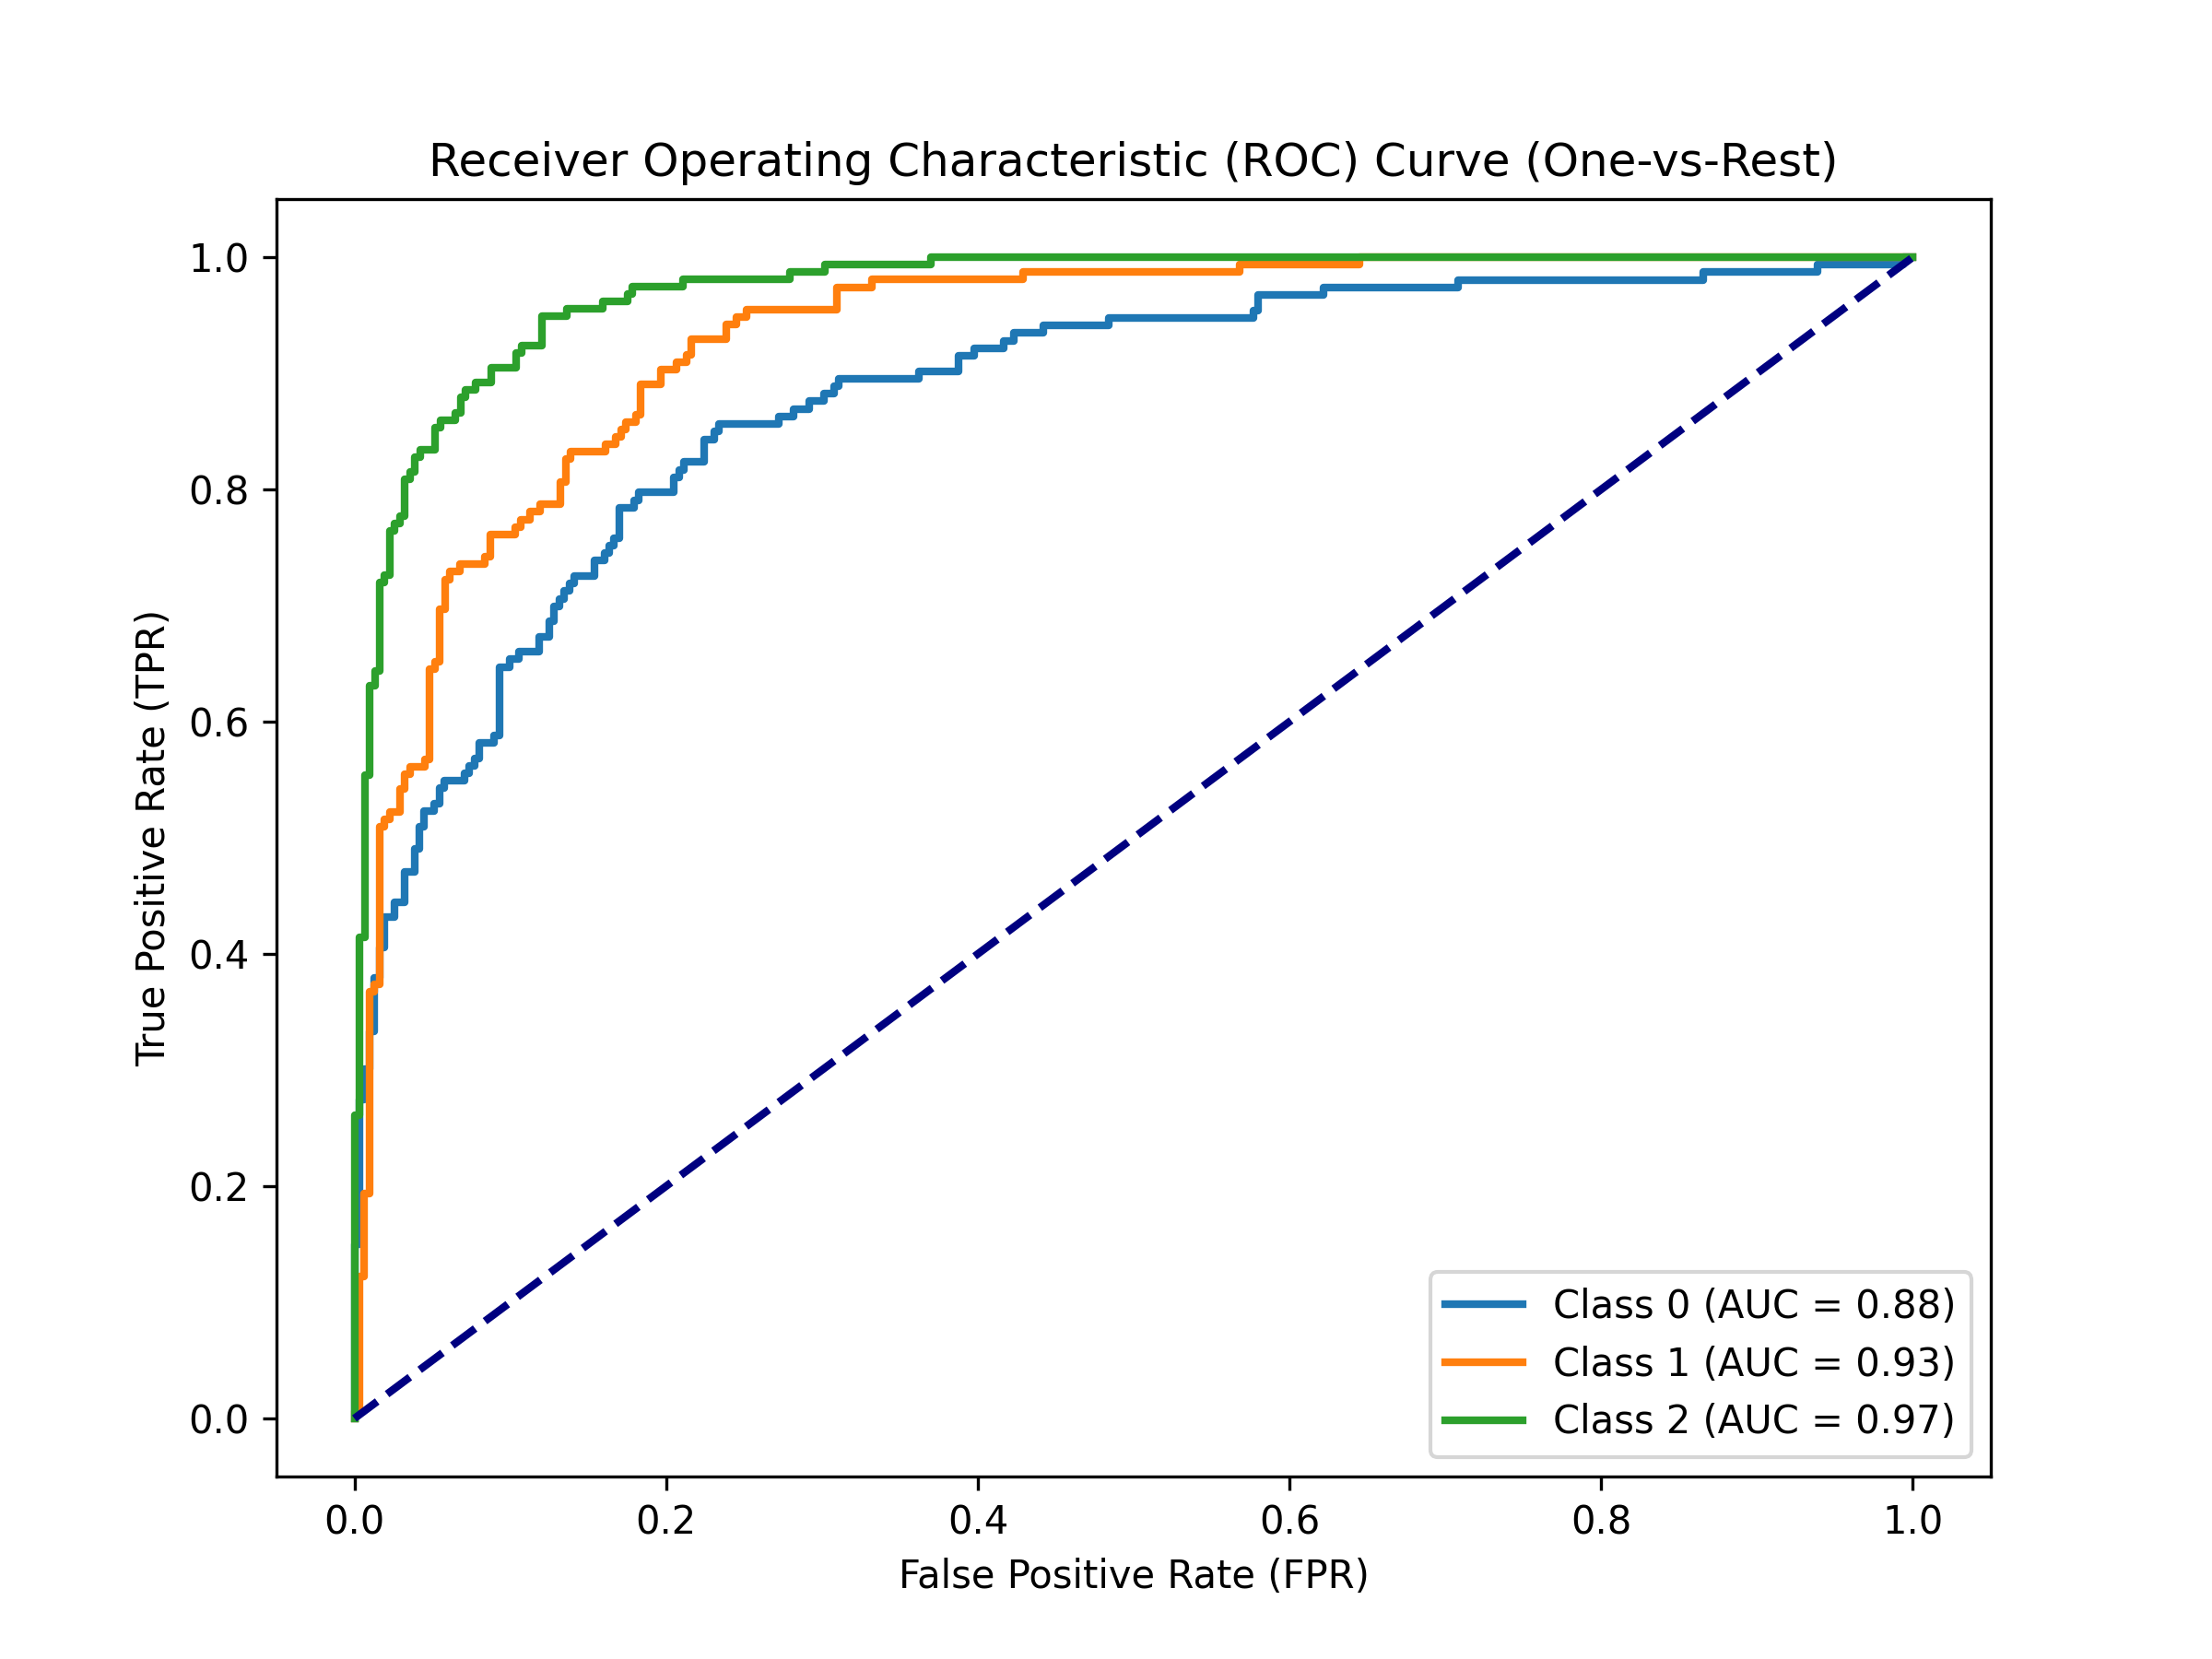 Receiver Operating Characteristic (ROC) Curve (One-vs-Rest)
True Positive Rate (TPR)
1.0
0.8
0.6
0.4
0.2
0.0
Class 0 (AUC = 0.88)
Class 1 (AUC = 0.93)
Class 2 (AUC = 0.97)
0.0 0.2 0.4 0.6 0.8 1.0
False Positive Rate (FPR)